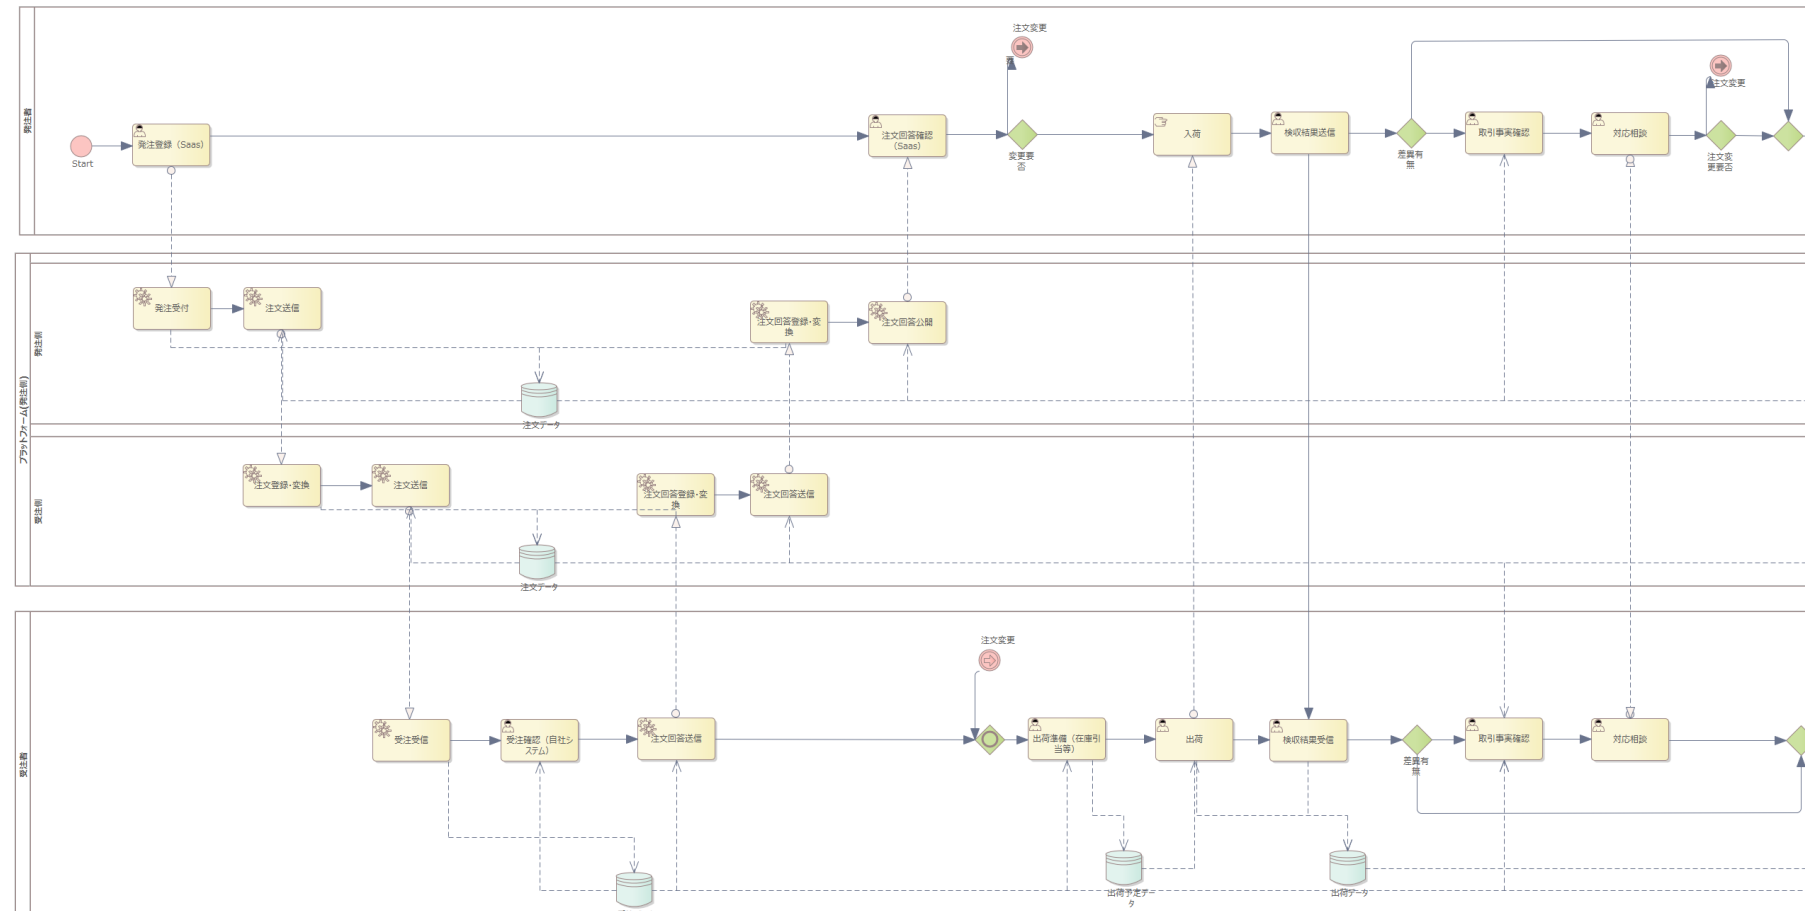 発注者
Start
発注登録（Saas）
注文回答確認
（Saas）
注文変更
要
変更要
否
入荷
検収結果送信
差異有
無
取引事実確認
対応相談
注文変更
注文変
更要否
プラットフォーム(発注側)
発注側
発注受付
注文送信
注文回答登録・変
換
注文回答公開
注文データ
受注側
注文登録・変換
注文送信
注文回答登録・変
換
注文回答送信
注文データ
受注者
受注受信
受注確認（自社シ
ステム）
注文回答送信
注文変更
出荷準備（在庫引
当等）
出荷
検収結果受信
差異有
無
取引事実確認
対応相談
出荷予定デー
タ
出荷データ